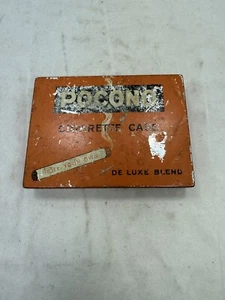 POCONO
CIGARETTE CASE
DE LUXE BLEND